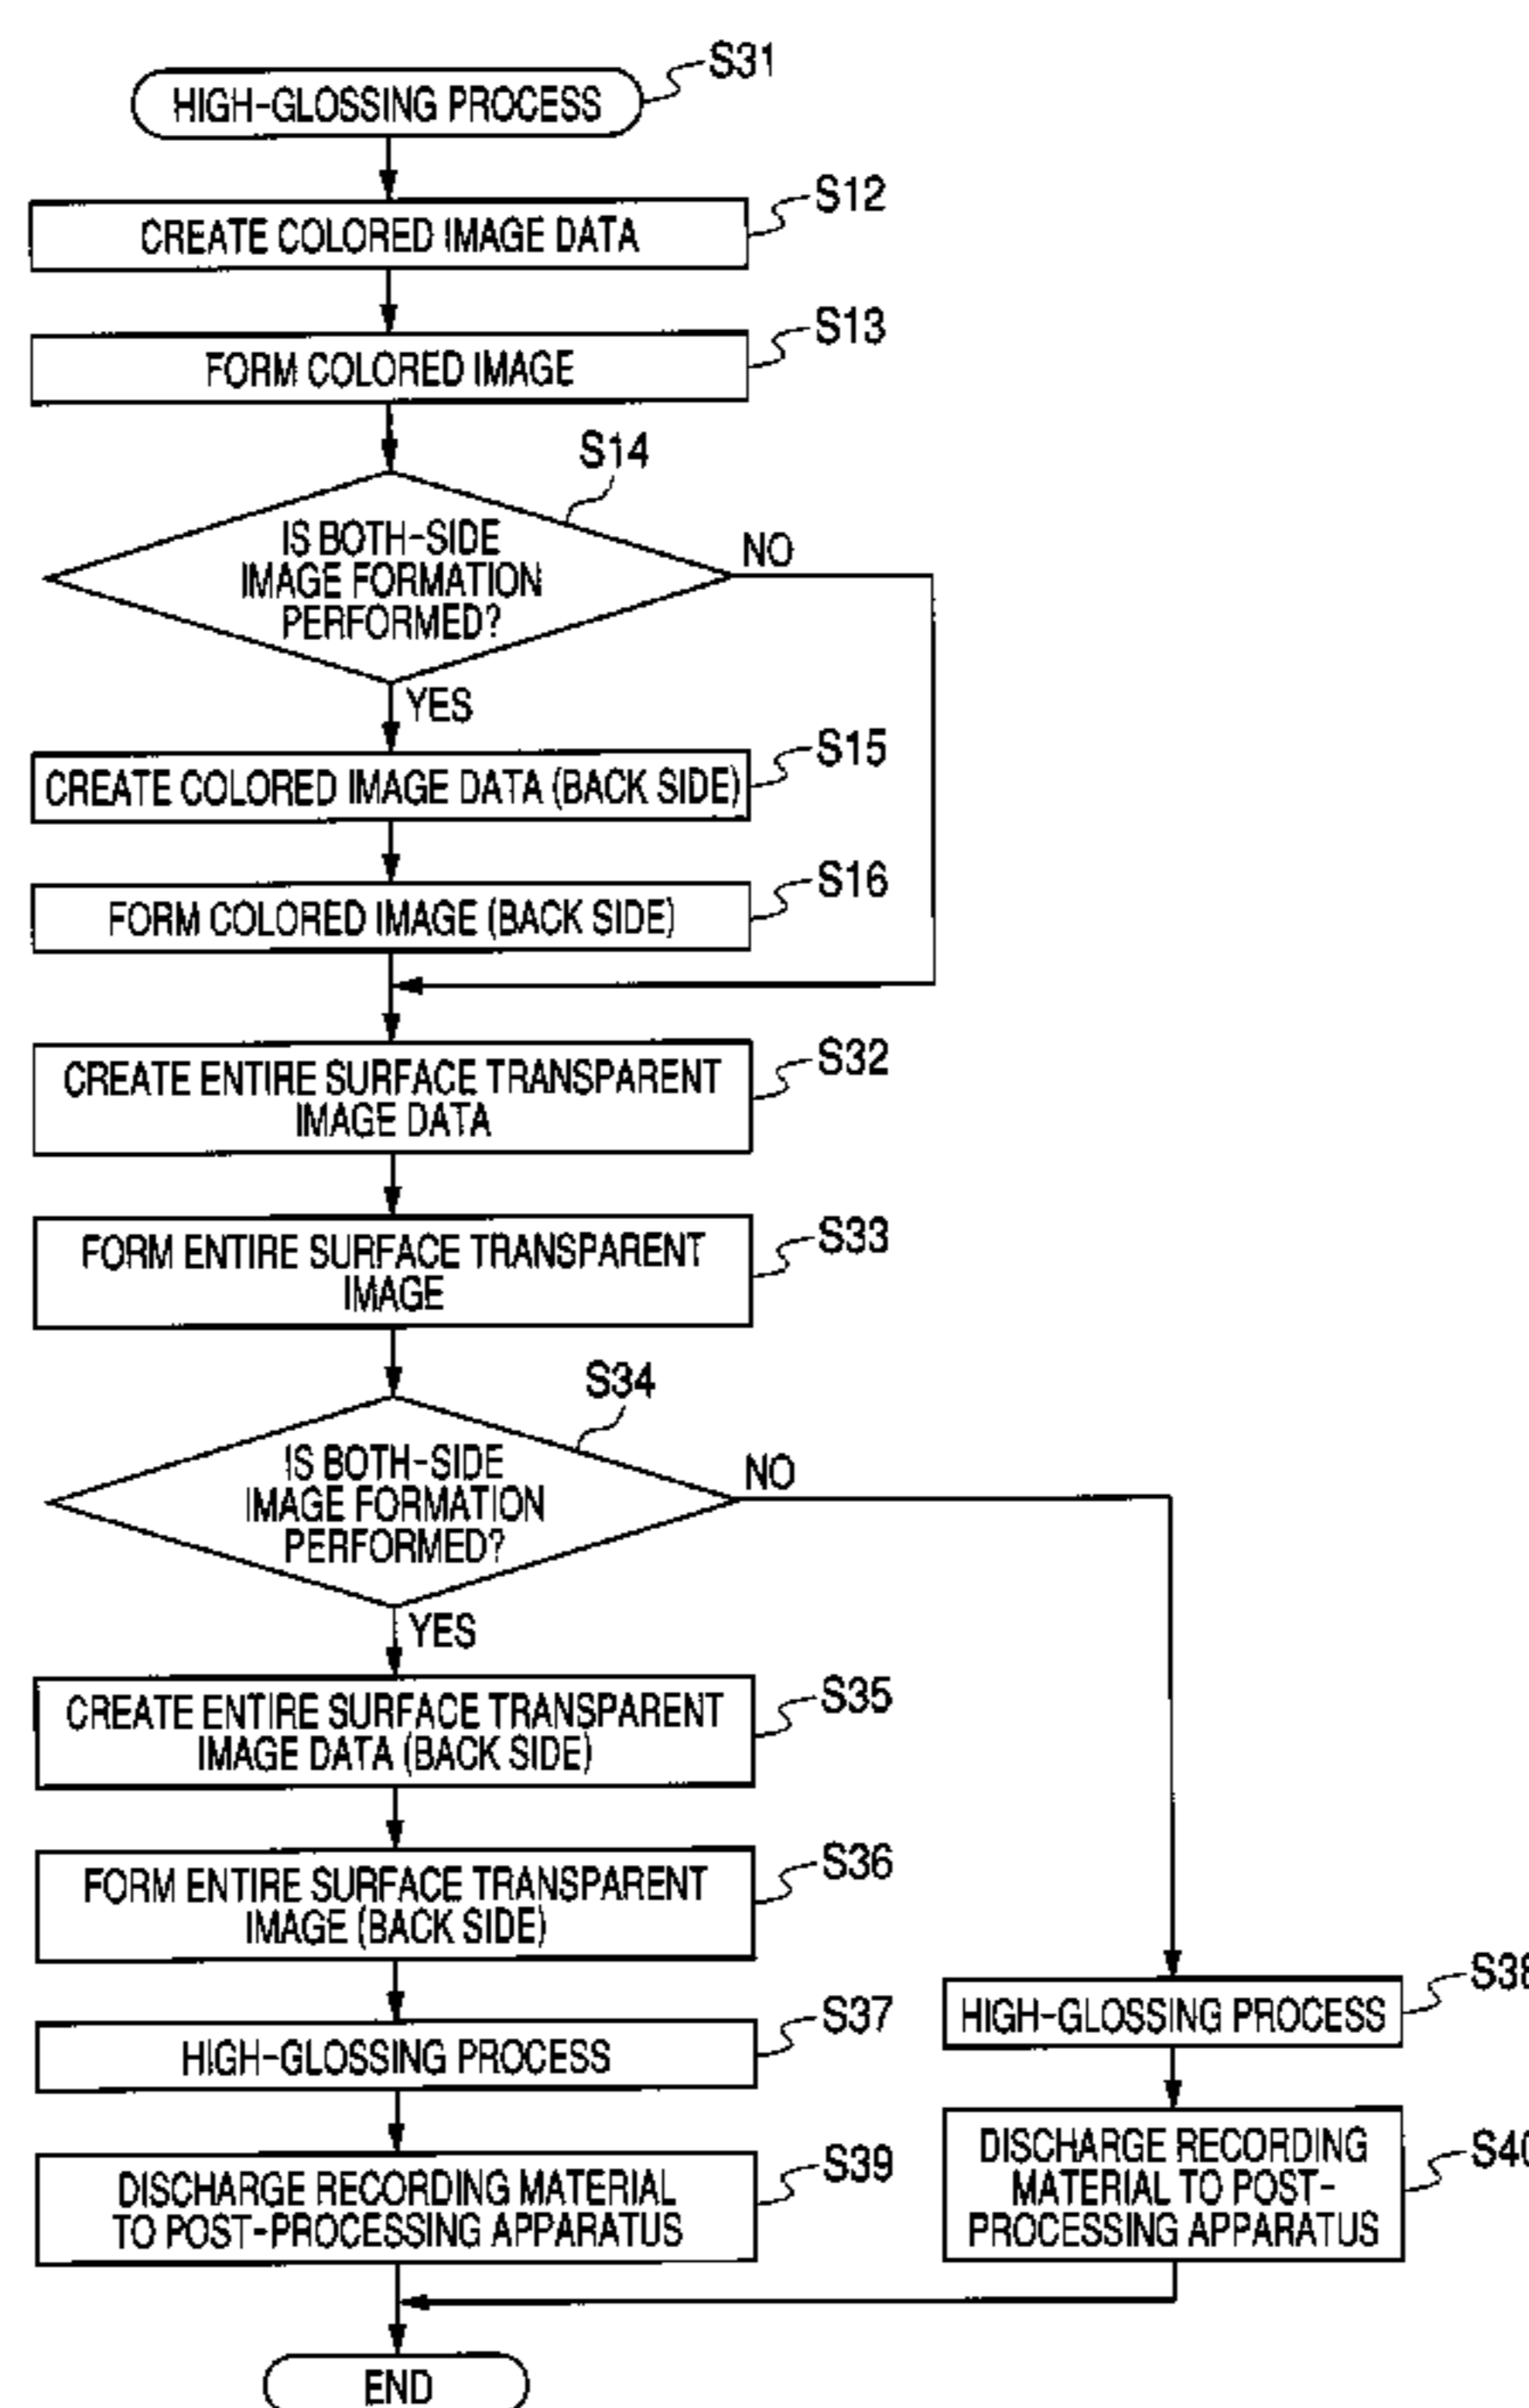 S31
HIGH-GLOSSING PROCESS
S12
CREATE COLORED IMAGE DATA
S13
FORM COLORED IMAGE
S14
IS BOTH-SIDE
IMAGE FORMATION
PERFORMED?
NO
YES
S15
CREATE COLORED IMAGE DATA (BACK SIDE)
S16
FORM COLORED IMAGE (BACK SIDE)
S32
CREATE ENTIRE SURFACE TRANSPARENT
IMAGE DATA
S33
FORM ENTIRE SURFACE TRANSPARENT
IMAGE
S34
IS BOTH-SIDE
IMAGE FORMATION
PERFORMED?
NO
YES
S35
CREATE ENTIRE SURFACE TRANSPARENT
IMAGE DATA (BACK SIDE)
S36
FORM ENTIRE SURFACE TRANSPARENT
IMAGE (BACK SIDE)
S37
HIGH-GLOSSING PROCESS
S38
HIGH-GLOSSING PROCESS
S39
DISCHARGE RECORDING MATERIAL
TO POST-PROCESSING APPARATUS
S40
DISCHARGE RECORDING
MATERIAL TO POST-
PROCESSING APPARATUS
END